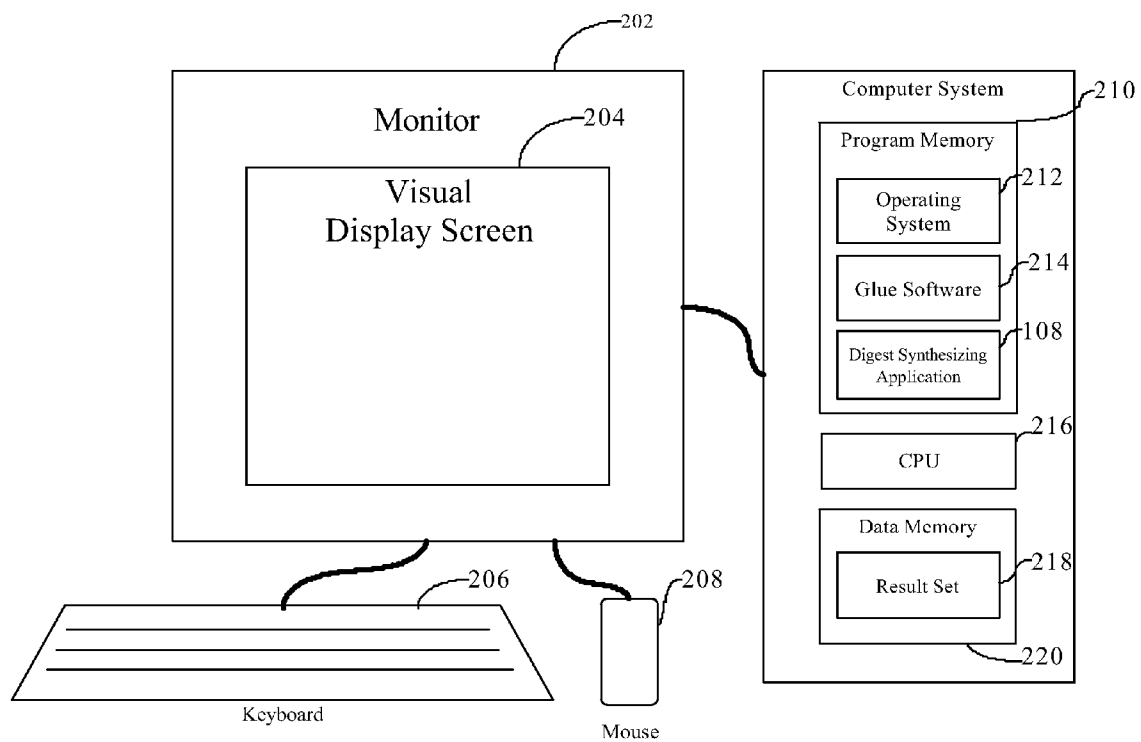 202
Monitor
204
Visual
Display Screen
206
Keyboard
208
Mouse
Computer System
210
Program Memory
212
Operating
System
214
Glue Software
108
Digest Synthesizing
Application
216
CPU
Data Memory
218
Result Set
220